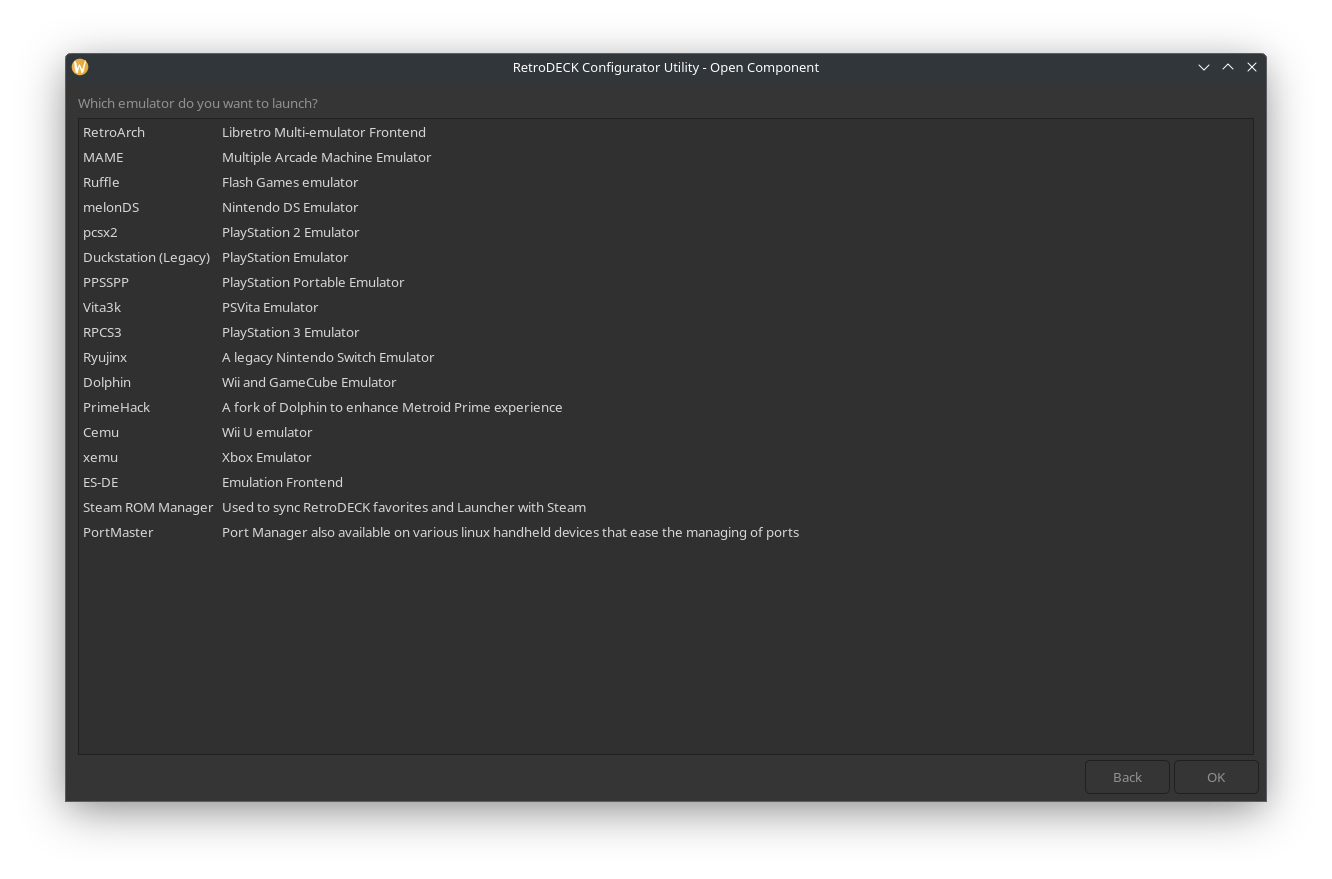 RetroDECK Configurator Utility - Open Component
Which emulator do you want to launch?
RetroArch Libretro Multi-emulator Frontend
MAME Multiple Arcade Machine Emulator
Ruffle Flash Games emulator
melonDS Nintendo DS Emulator
pcsx2 PlayStation 2 Emulator
Duckstation (Legacy) PlayStation Emulator
PPSSPP PlayStation Portable Emulator
Vita3k PSVita Emulator
RPCS3 PlayStation 3 Emulator
Ryujinx A legacy Nintendo Switch Emulator
Dolphin Wii and GameCube Emulator
PrimeHack A fork of Dolphin to enhance Metroid Prime experience
Cemu Wii U emulator
xemu Xbox Emulator
ES-DE Emulation Frontend
Steam ROM Manager Used to sync RetroDECK favorites and Launcher with Steam
PortMaster Port Manager also available on various linux handheld devices that ease the managing of ports
Back OK